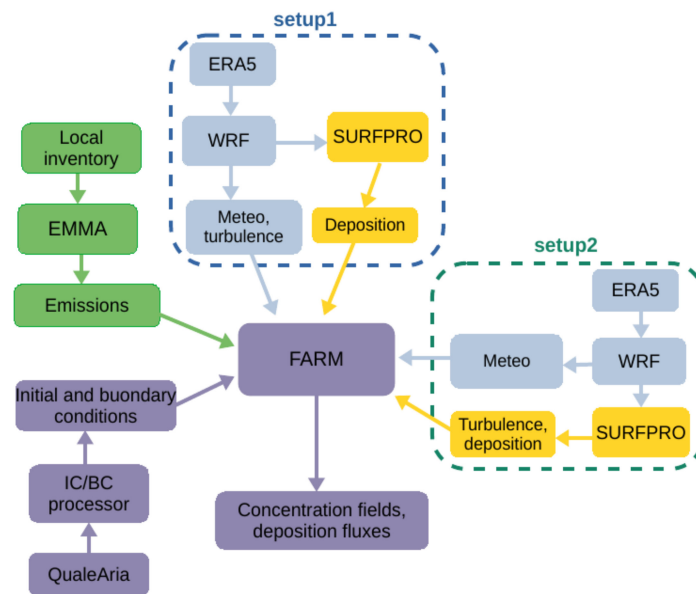 setup1
ERA5
WRF
SURFPRO
Meteo,
turbulence
Deposition
Local
inventory
EMMA
Emissions
setup2
ERA5
WRF
Meteo
SURFPRO
Turbulence,
deposition
FARM
Initial and buondary
conditions
IC/BC
processor
QualeAria
Concentration fields,
deposition fluxes